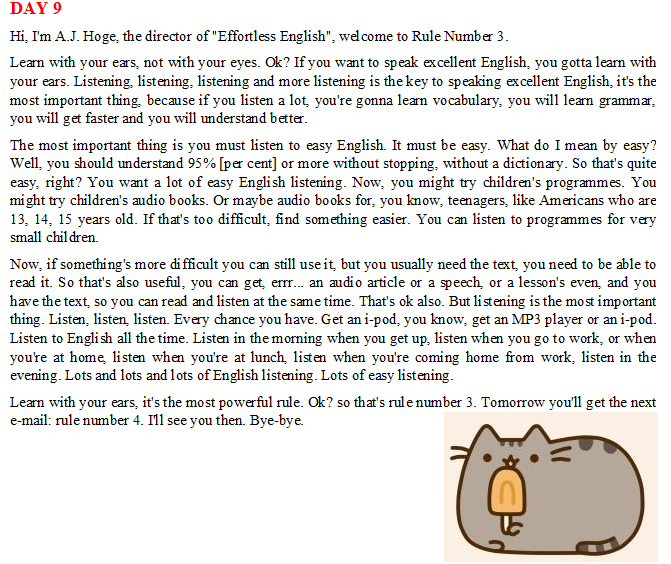 DAY 9
Hi, I'm A.J. Hoge, the director of "Effortless English", welcome to Rule Number 3.
Learn with your ears, not with your eyes. Ok? If you want to speak excellent English, you gotta learn with
your ears. Listening, listening, listening and more listening is the key to speaking excellent English, it's the
most important thing, because if you listen a lot, you're gonna learn vocabulary, you will learn grammar,
you will get faster and you will understand better.
The most important thing is you must listen to easy English. It must be easy. What do I mean by easy?
Well, you should understand 95% [per cent] or more without stopping, without a dictionary. So that's quite
easy, right? You want a lot of easy English listening. Now, you might try children's programmes. You
might try children's audio books. Or maybe audio books for, you know, teenagers, like Americans who are
13, 14, 15 years old. If that's too difficult, find something easier. You can listen to programmes for very
small children.
Now, if something's more difficult you can still use it, but you usually need the text, you need to be able to
read it. So that's also useful, you can get, errr... an audio article or a speech, or a lesson's even, and you
have the text, so you can read and listen at the same time. That's ok also. But listening is the most important
thing. Listen, listen, listen. Every chance you have. Get an i-pod, you know, get an MP3 player or an i-pod.
Listen to English all the time. Listen in the morning when you get up, listen when you go to work, or when
you're at home, listen when you're at lunch, listen when you're coming home from work, listen in the
evening. Lots and lots and lots of English listening. Lots of easy listening.
Learn with your ears, it's the most powerful rule. Ok? so that's rule number 3. Tomorrow you'll get the next
e-mail: rule number 4. I'll see you then. Bye-bye.